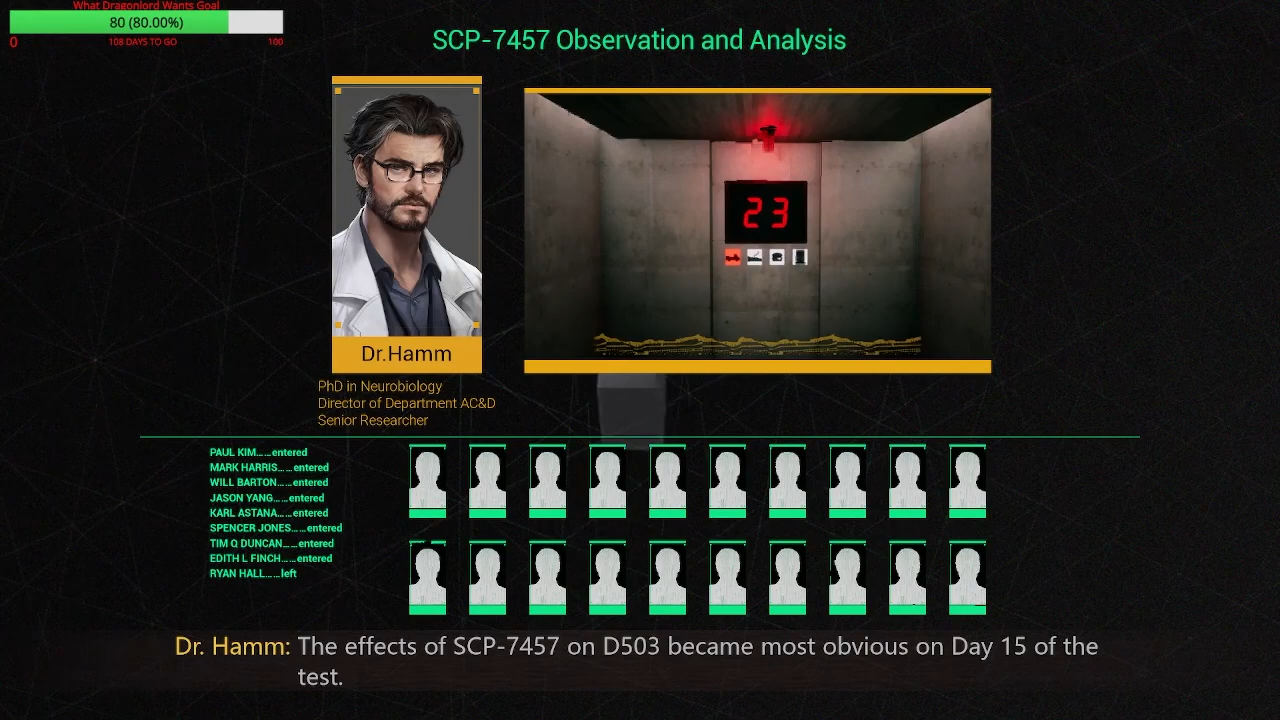 What Dragonlord Wants Goal
80 (80.00%)
0
108 DAYS TO GO
100
SCP-7457 Observation and Analysis
23
Dr.Hamm
PhD in Neurobiology
Director of Department AC&D
Senior Researcher
PAUL KIM......entered
MARK HARRIS......entered
WILL BARTON......entered
JASON YANG......entered
KARL ASTANA......entered
SPENCER JONES......entered
TIM Q DUNCAN......entered
EDITH L FINCH......entered
RYAN HALL......left
Dr. Hamm: The effects of SCP-7457 on D503 became most obvious on Day 15 of the
test.